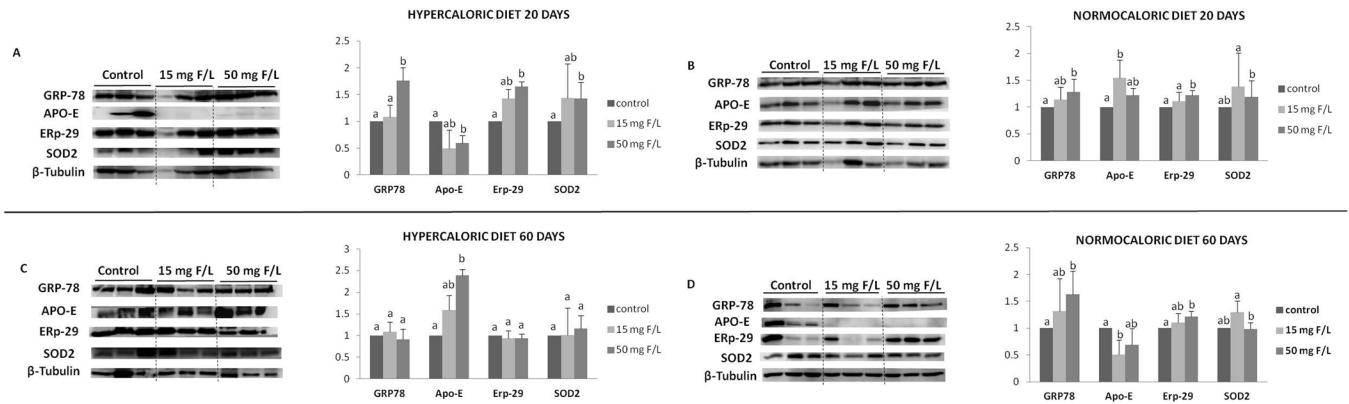 A
Control 15 mg F/L 50 mg F/L
GRP-78
APO-E
ERp-29
SOD2
β-Tubulin
HYPERCALORIC DIET 20 DAYS
2.5
2
1.5
1
0.5
0
a a b
a ab b
a ab b
a ab b
GRP78 Apo-E Erp-29 SOD2
control
15 mg F/L
50 mg F/L
B
Control 15 mg F/L 50 mg F/L
GRP-78
APO-E
ERp-29
SOD2
β-Tubulin
NORMOCALORIC DIET 20 DAYS
2.5
2
1.5
1
0.5
0
a ab b
a b ab
a ab b
ab a b
GRP78 Apo-E Erp-29 SOD2
control
15 mg F/L
50 mg F/L
C
Control 15 mg F/L 50 mg F/L
GRP-78
APO-E
ERp-29
SOD2
β-Tubulin
HYPERCALORIC DIET 60 DAYS
3
2.5
2
1.5
1
0.5
0
a a a
a ab b
a a a
a a a
GRP78 Apo-E Erp-29 SOD2
control
15 mg F/L
50 mg F/L
D
Control 15 mg F/L 50 mg F/L
GRP-78
APO-E
ERp-29
SOD2
β-Tubulin
NORMOCALORIC DIET 60 DAYS
2.5
2
1.5
1
0.5
0
a ab b
a b ab
a ab b
ab a ab
GRP78 Apo-E Erp-29 SOD2
control
15 mg F/L
50 mg F/L